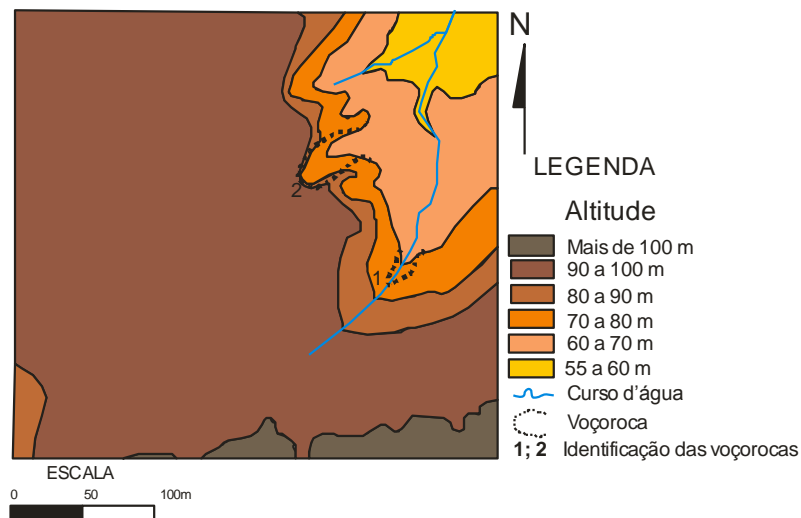 N
LEGENDA
Altitude
Mais de 100 m
90 a 100 m
80 a 90 m
70 a 80 m
60 a 70 m
55 a 60 m
Curso d'água
Voçoroca
1; 2 Identificação das voçorocas
2
1
ESCALA
0 50 100m